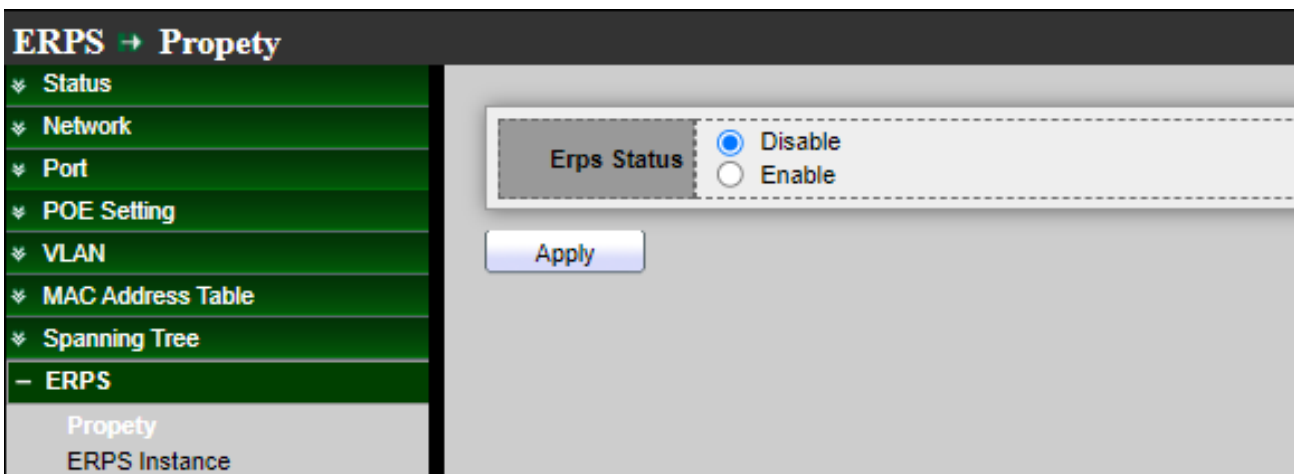 ERPS → Propety
Status
Network
Port
POE Setting
VLAN
MAC Address Table
Spanning Tree
ERPS
Propety
ERPS Instance
Erps Status
Disable
Enable
Apply